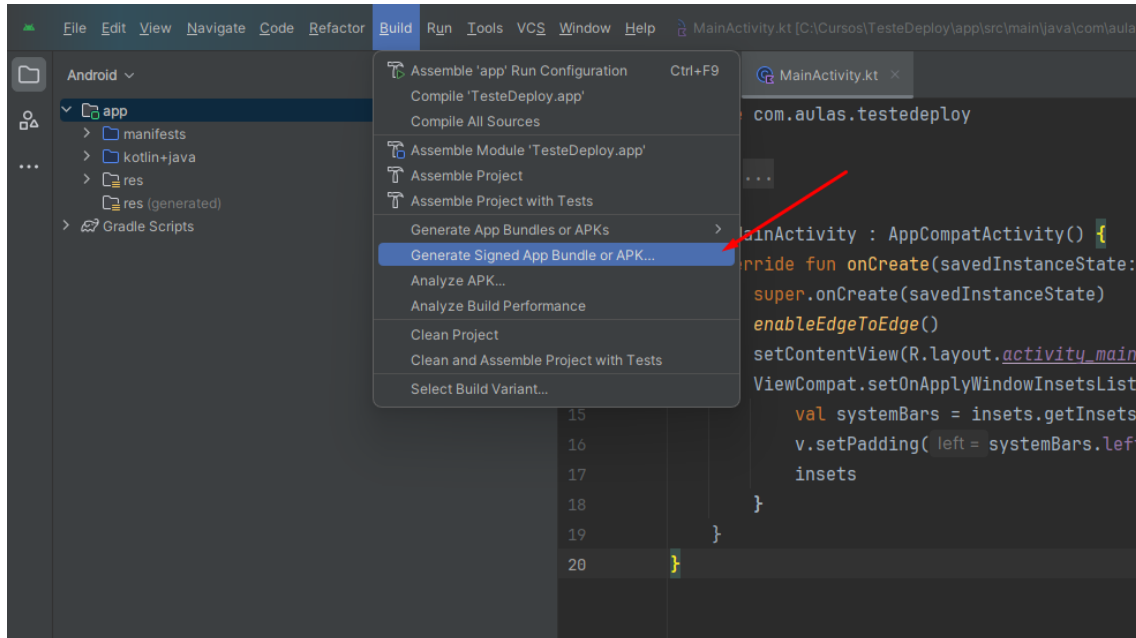 File Edit View Navigate Code Refactor Build Run Tools VCS Window Help MainActivity.kt [C:\Cursos\TesteDeploy\app\src\main\java\com\aula
Android
app
manifests
kotlin+java
res
res (generated)
Gradle Scripts
Assemble 'app' Run Configuration Ctrl+F9
Compile 'TesteDeploy.app'
Compile All Sources
Assemble Module 'TesteDeploy.app'
Assemble Project
Assemble Project with Tests
Generate App Bundles or APKs
Generate Signed App Bundle or APK...
Analyze APK...
Analyze Build Performance
Clean Project
Clean and Assemble Project with Tests
Select Build Variant...
MainActivity.kt
com.aulas.testedeploy
...
MainActivity : AppCompatActivity() {
rride fun onCreate(savedInstanceState:
super.onCreate(savedInstanceState)
enableEdgeToEdge()
setContentView(R.layout.activity_main
ViewCompat.setOnApplyWindowInsetsList
15 val systemBars = insets.getInsets
16 v.setPadding( left = systemBars.lef
17 insets
18 }
19 }
20 }